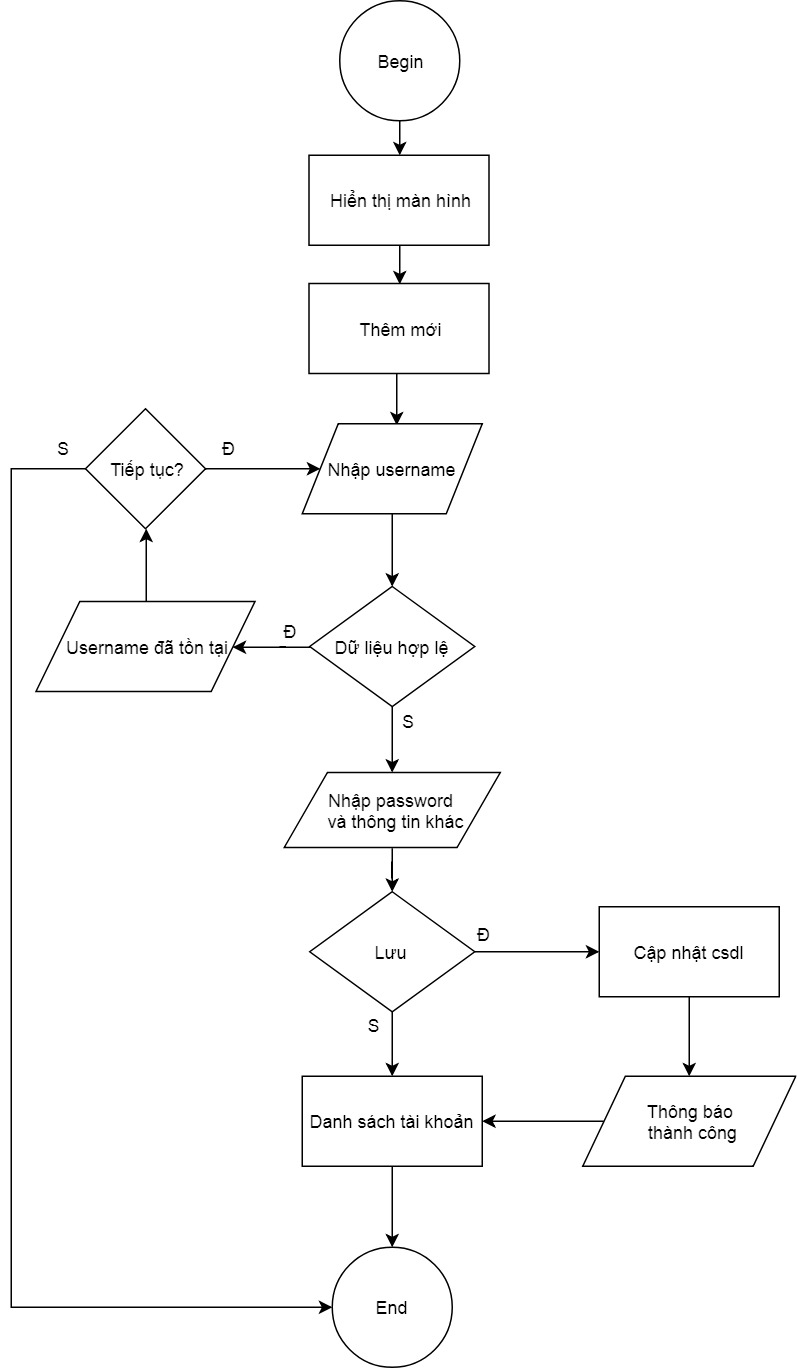 Begin
Hiển thị màn hình
Thêm mới
S
Tiếp tục?
Đ
Nhập username
Username đã tồn tại
Đ
Dữ liệu hợp lệ
S
Nhập password
và thông tin khác
Lưu
Đ
Cập nhật csdl
S
Danh sách tài khoản
Thông báo
thành công
End